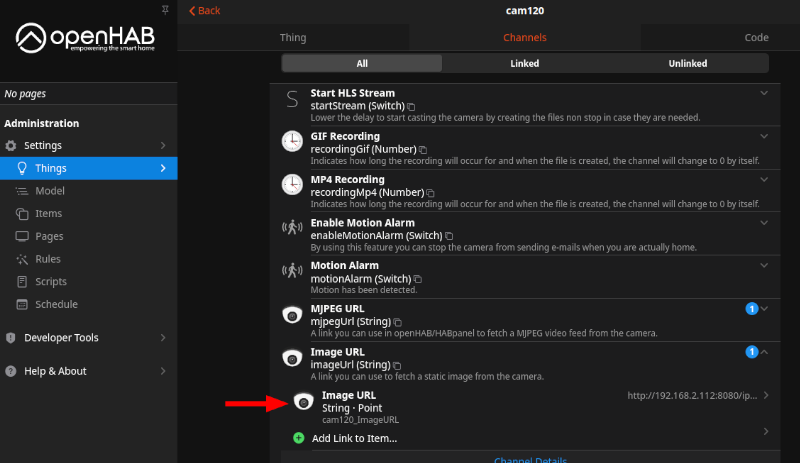 Back
cam120
openHAB
empowering the smart home
Thing
Channels
Code
All
Linked
Unlinked
No pages
Administration
Settings
Things
Model
Items
Pages
Rules
Scripts
Schedule
Developer Tools
Help & About
S
Start HLS Stream
startStream (Switch)
Lower the delay to start casting the camera by creating the files non stop in case they are needed.
GIF Recording
recordingGif (Number)
Indicates how long the recording will occur for and when the file is created, the channel will change to 0 by itself.
MP4 Recording
recordingMp4 (Number)
Indicates how long the recording will occur for and when the file is created, the channel will change to 0 by itself.
Enable Motion Alarm
enableMotionAlarm (Switch)
By using this feature you can stop the camera from sending e-mails when you are actually home.
Motion Alarm
motionAlarm (Switch)
Motion has been detected.
MJPEG URL
mjpegUrl (String)
A link you can use in openHAB/HABpanel to fetch a MJPEG video feed from the camera.
1
Image URL
imageUrl (String)
A link you can use to fetch a static image from the camera.
1
Image URL
String · Point
cam120_ImageURL
http://192.168.2.112:8080/ip...
Add Link to Item...
Channel Details